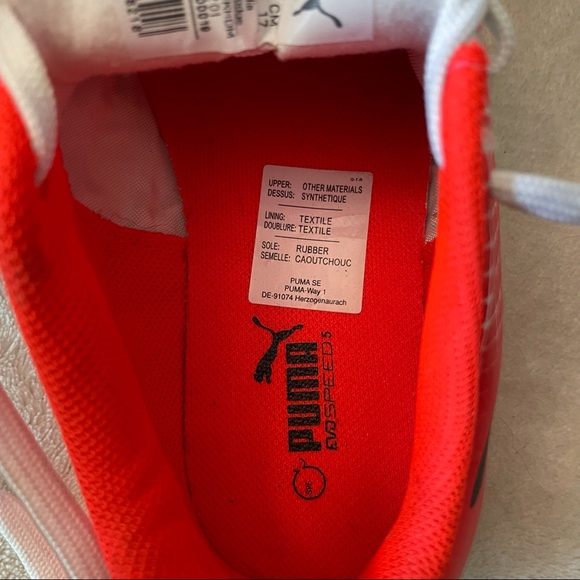 CM
17
UPPER: OTHER MATERIALS
DESSUS: SYNTHETIQUE
LINING: TEXTILE
DOUBLURE: TEXTILE
SOLE: RUBBER
SEMELLE: CAOUTCHOUC
PUMA SE
PUMA-Way 1
DE-91074 Herzogenaurach
PUMA
EVOSPEED 5